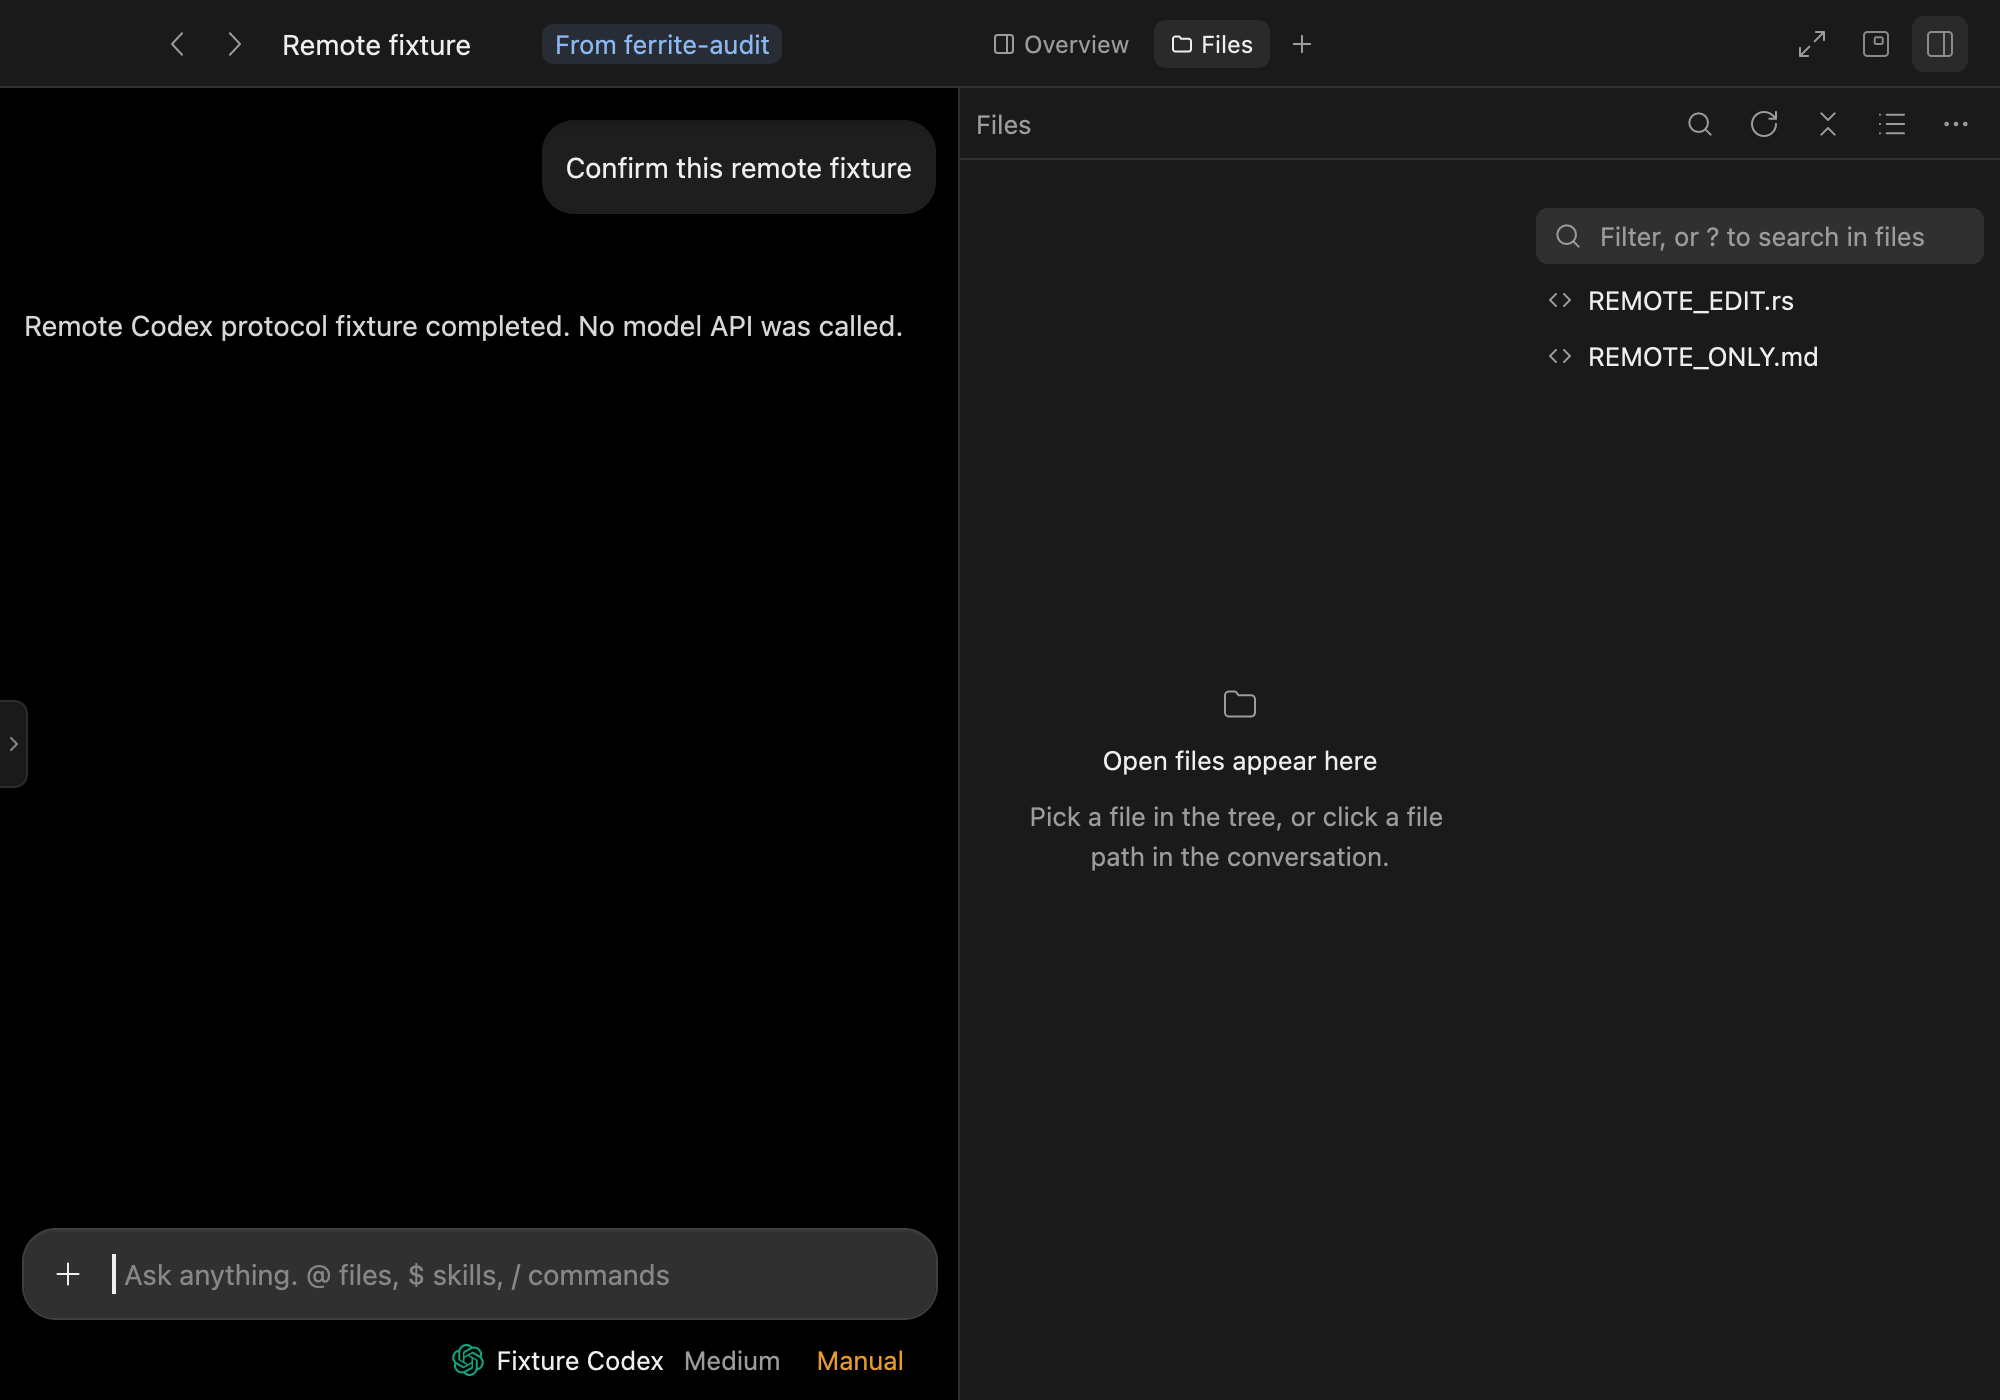 Remote fixture
From ferrite-audit
Overview
Files
Confirm this remote fixture
Remote Codex protocol fixture completed. No model API was called.
Ask anything. @ files, $ skills, / commands
Fixture Codex
Medium
Manual
Files
Filter, or ? to search in files
REMOTE_EDIT.rs
REMOTE_ONLY.md
Open files appear here
Pick a file in the tree, or click a file
path in the conversation.